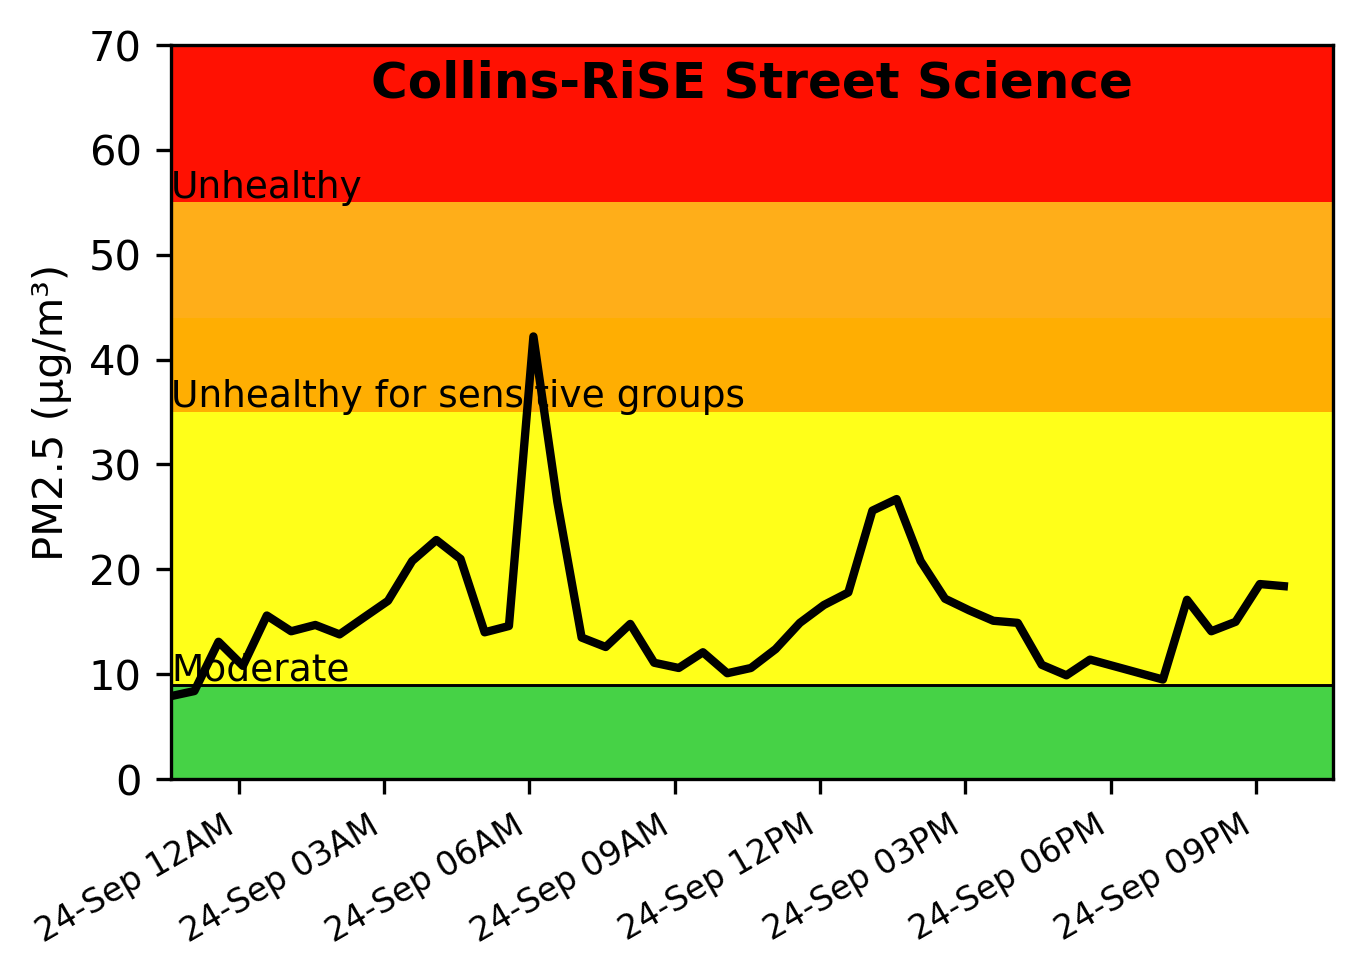 Collins-RiSE Street Science
70
60
Unhealthy
50
40
Unhealthy for sensitive groups
30
20
10
Moderate
0
PM2.5 (µg/m³)
24-Sep 12AM
24-Sep 03AM
24-Sep 06AM
24-Sep 09AM
24-Sep 12PM
24-Sep 03PM
24-Sep 06PM
24-Sep 09PM